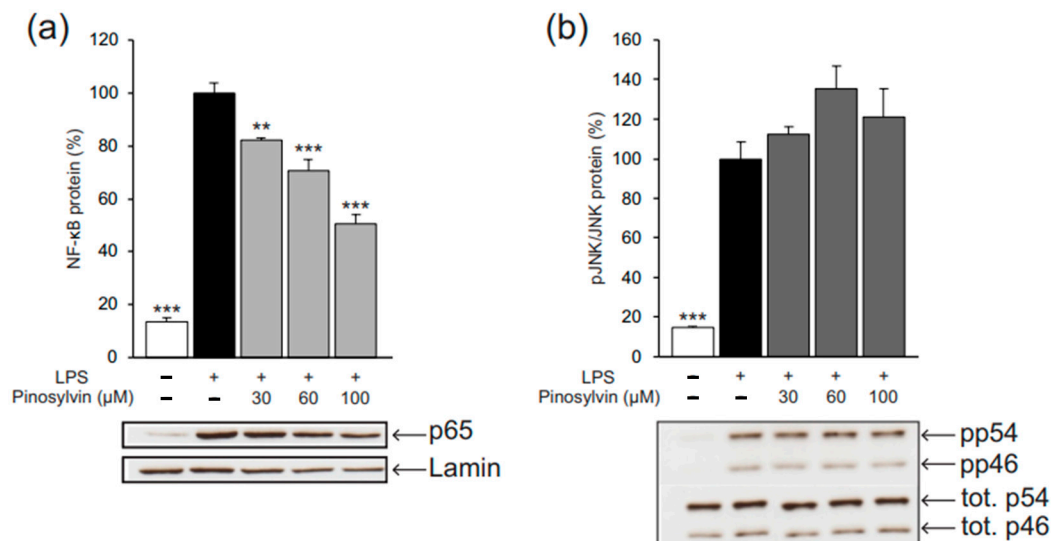 (a)
120
100
80
60
40
20
0
NF-κB protein (%)
***
**
***
***
LPS - + + + +
Pinosylvin (µM) - - 30 60 100
p65
Lamin
(b)
160
140
120
100
80
60
40
20
0
pJNK/JNK protein (%)
***
LPS - + + + +
Pinosylvin (µM) - - 30 60 100
pp54
pp46
tot. p54
tot. p46